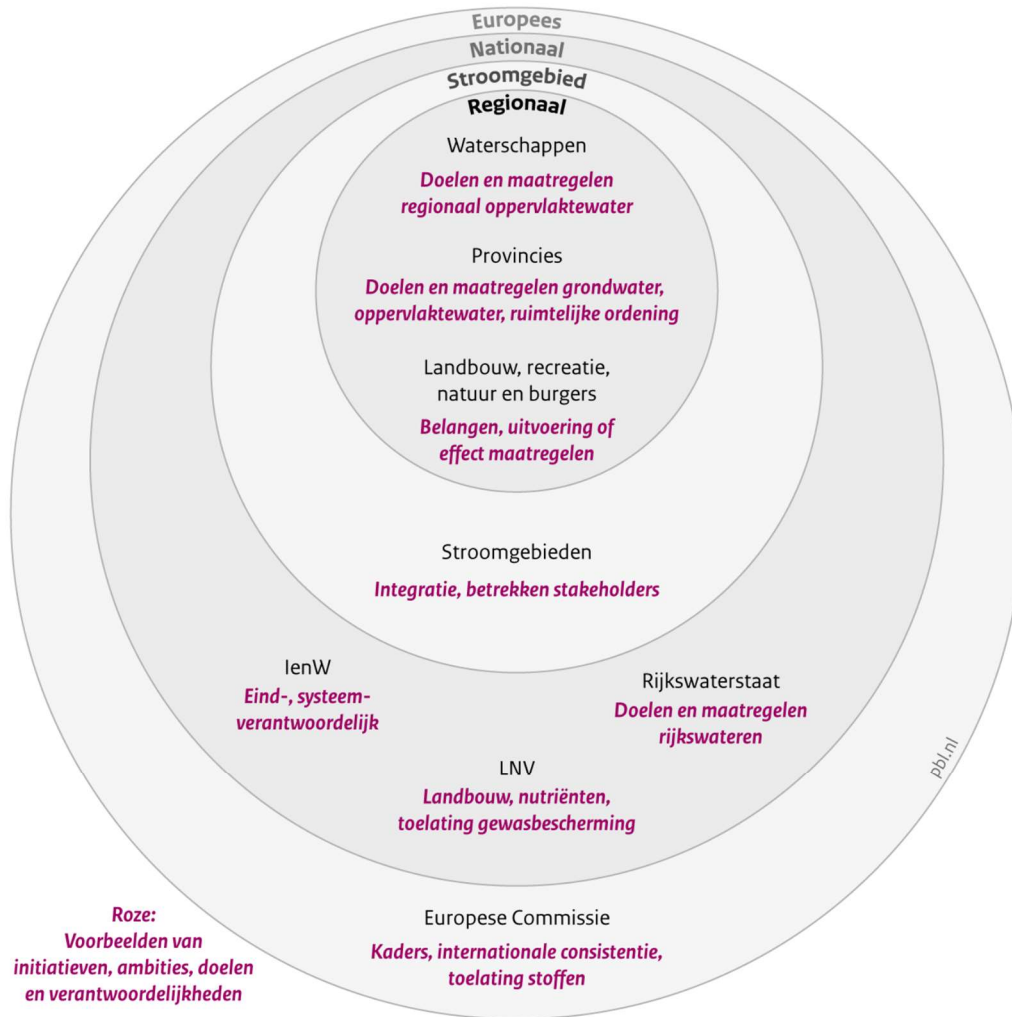 Europees
Nationaal
Stroomgebied
Regionaal
Waterschappen
Doelen en maatregelen
regionaal oppervlaktewater
Provincies
Doelen en maatregelen grondwater,
oppervlaktewater, ruimtelijke ordening
Landbouw, recreatie,
natuur en burgers
Belangen, uitvoering of
effect maatregelen
Stroomgebieden
Integratie, betrekken stakeholders
IenW
Eind-, systeem-
verantwoordelijk
Rijkswaterstaat
Doelen en maatregelen
rijkswateren
LNV
Landbouw, nutriënten,
toelating gewasbescherming
pbl.nl
Europese Commissie
Kaders, internationale consistentie,
toelating stoffen
Roze:
Voorbeelden van
initiatieven, ambities, doelen
en verantwoordelijkheden